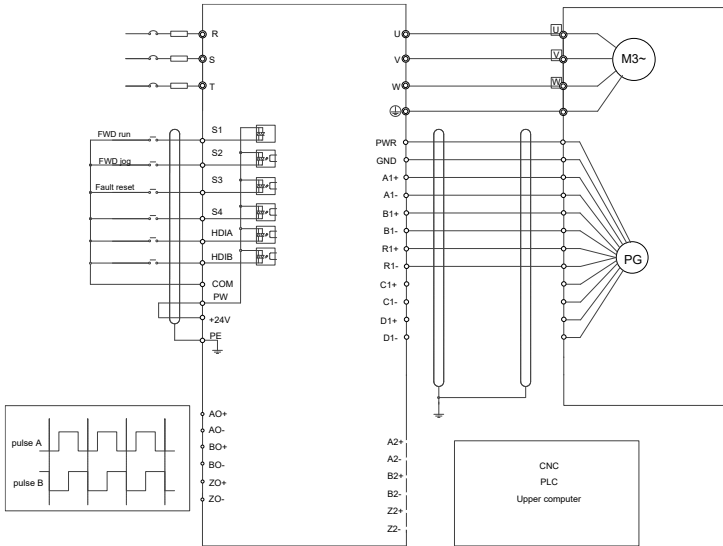 R
S
T
U
V
W
U
V
W
M3~
FWD run
FWD jog
Fault reset
S1
S2
S3
S4
HDIA
HDIB
COM
PW
+24V
PE
PWR
GND
A1+
A1-
B1+
B1-
R1+
R1-
C1+
C1-
D1+
D1-
PG
pulse A
pulse B
AO+
AO-
BO+
BO-
ZO+
ZO-
A2+
A2-
B2+
B2-
Z2+
Z2-
CNC
PLC
Upper computer